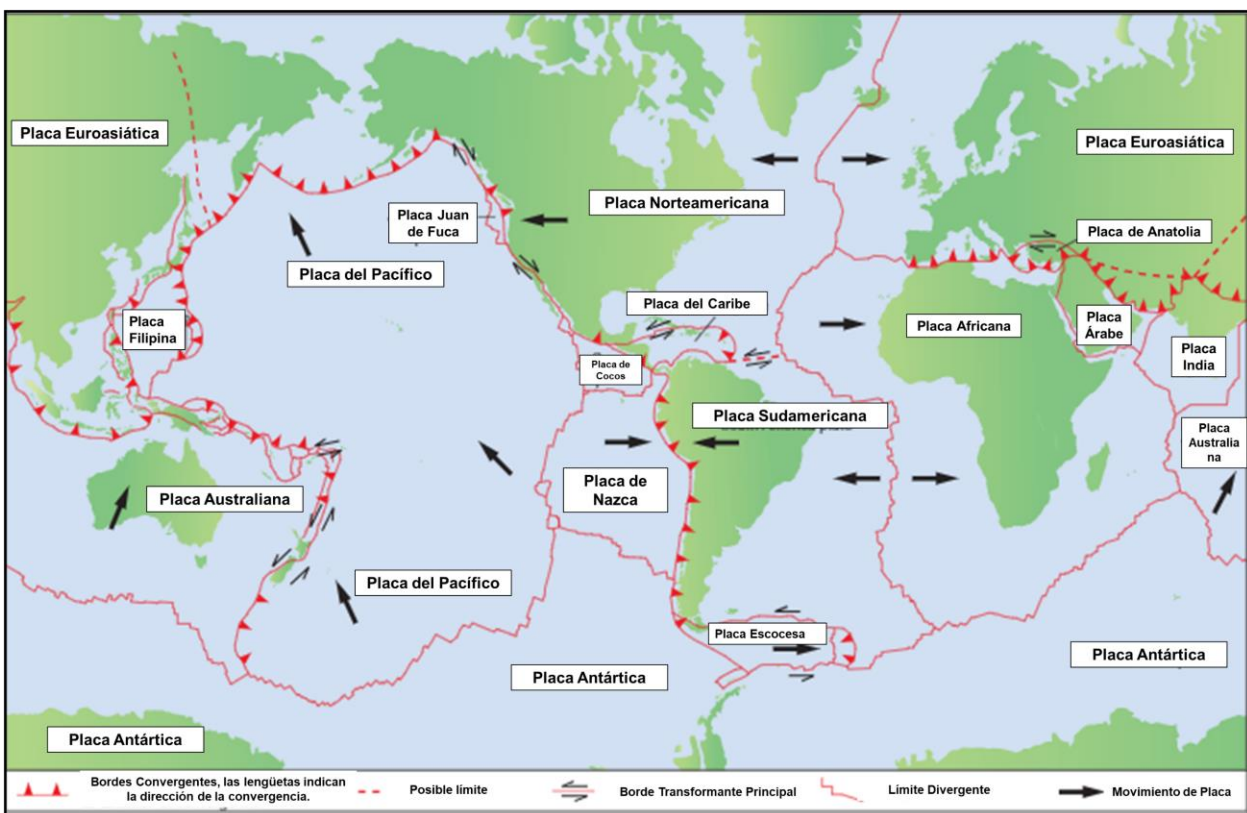 Placa Euroasiática
Placa Euroasiática
Placa Norteamericana
Placa Juan
de Fuca
Placa de Anatolia
Placa del Pacífico
Placa del Caribe
Placa
Filipina
Placa Africana
Placa
Árabe
Placa
India
Placa de
Cocos
Placa Sudamericana
Placa
Australia
na
Placa Australiana
Placa de
Nazca
Placa del Pacífico
Placa Escocesa
Placa Antártica
Placa Antártica
Placa Antártica
Bordes Convergentes, las lengüetas indican
la dirección de la convergencia.
Posible límite
Borde Transformante Principal
Límite Divergente
Movimiento de Placa